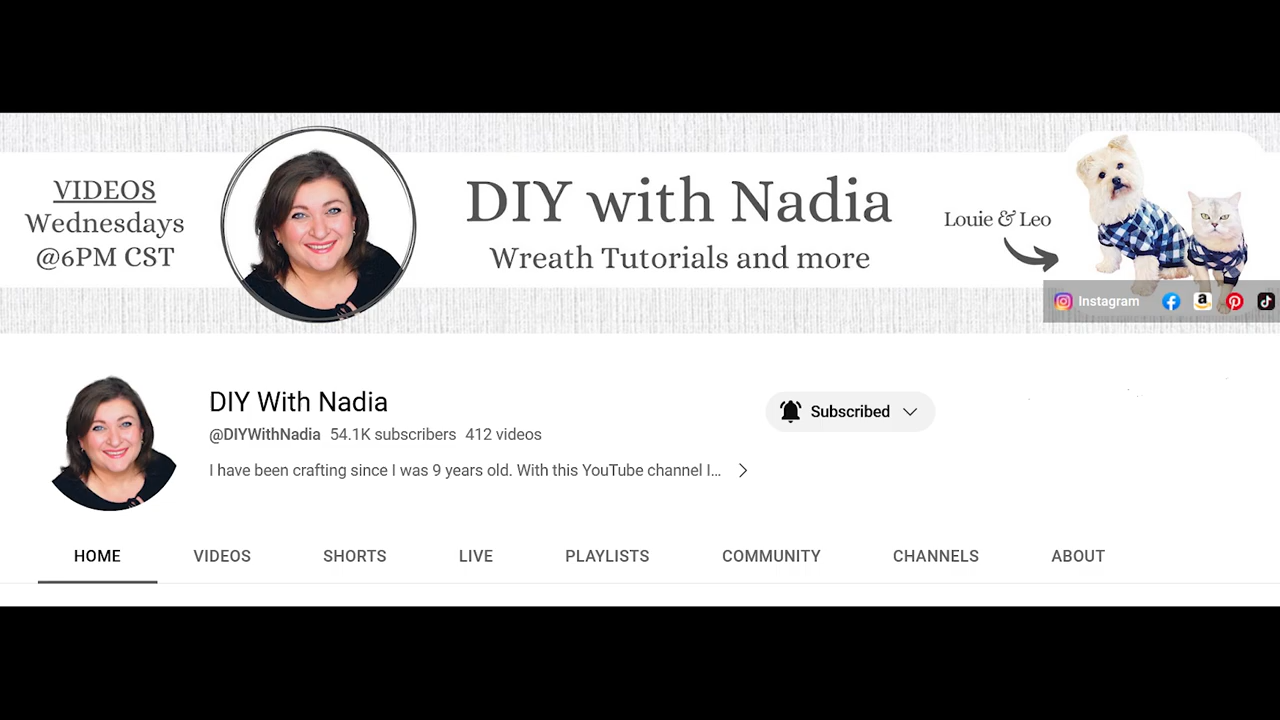 VIDEOS
Wednesdays
@6PM CST
DIY with Nadia
Wreath Tutorials and more
Louie & Leo
Instagram
DIY With Nadia
@DIYWithNadia 54.1K subscribers 412 videos
I have been crafting since I was 9 years old. With this YouTube channel I...
Subscribed
HOME VIDEOS SHORTS LIVE PLAYLISTS COMMUNITY CHANNELS ABOUT